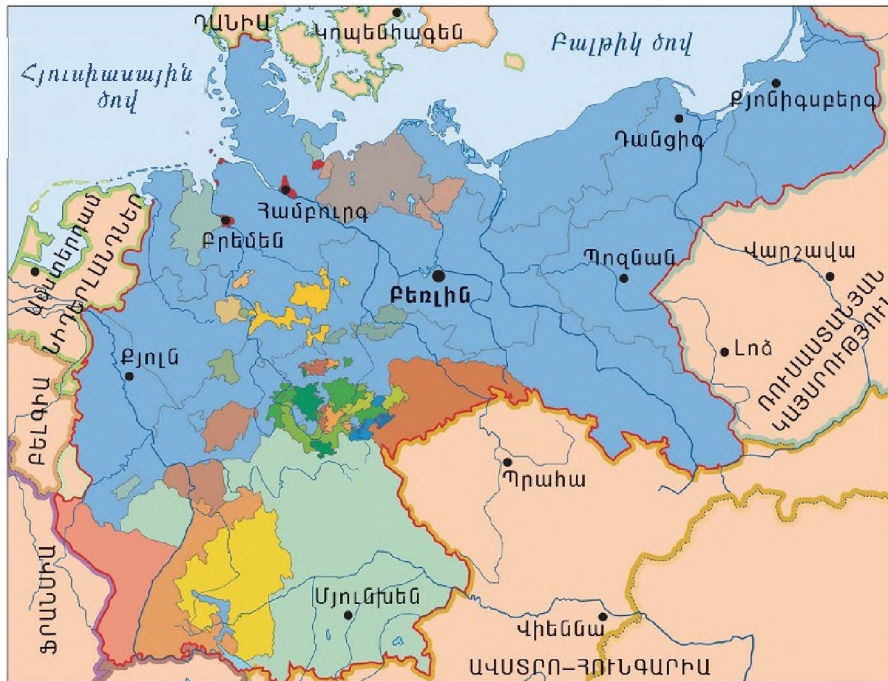 ԴԱՆԻԱ
Կոպենհագեն
Բալթիկ ծով
Հյուսիսային
ծով
Քյոնիգսբերգ
Դանցիգ
Համբուրգ
Բրեմեն
Ամստերդամ
ՆԻԴԵՐԼԱՆԴՆԵՐ
Բեռլին
Պոզնան
Վարշավա
Լոձ
ՌՈՒՍԱՍՏԱՆՅԱՆ
ԿԱՅՍՐՈՒԹՅՈՒՆ
Քյոլն
ԲԵԼԳԻԱ
Պրահա
ՖՐԱՆՍԻԱ
Մյունխեն
Վիեննա
ԱՎՍՏՐՈ–ՀՈՒՆԳԱՐԻԱ